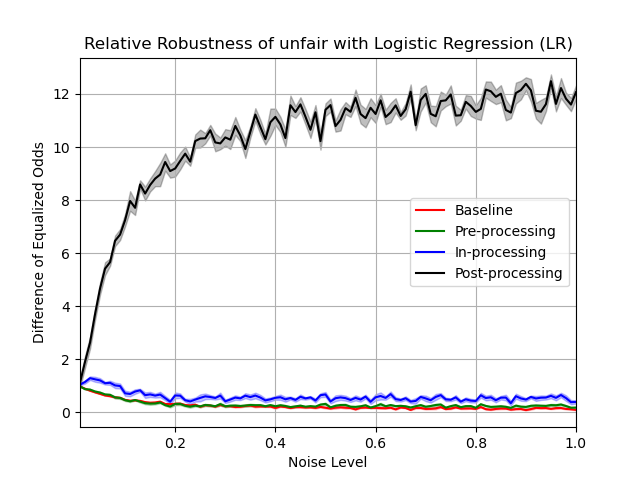 Relative Robustness of unfair with Logistic Regression (LR)
Difference of Equalized Odds
12
10
8
6
4
2
0
Baseline
Pre-processing
In-processing
Post-processing
0.2 0.4 0.6 0.8 1.0
Noise Level